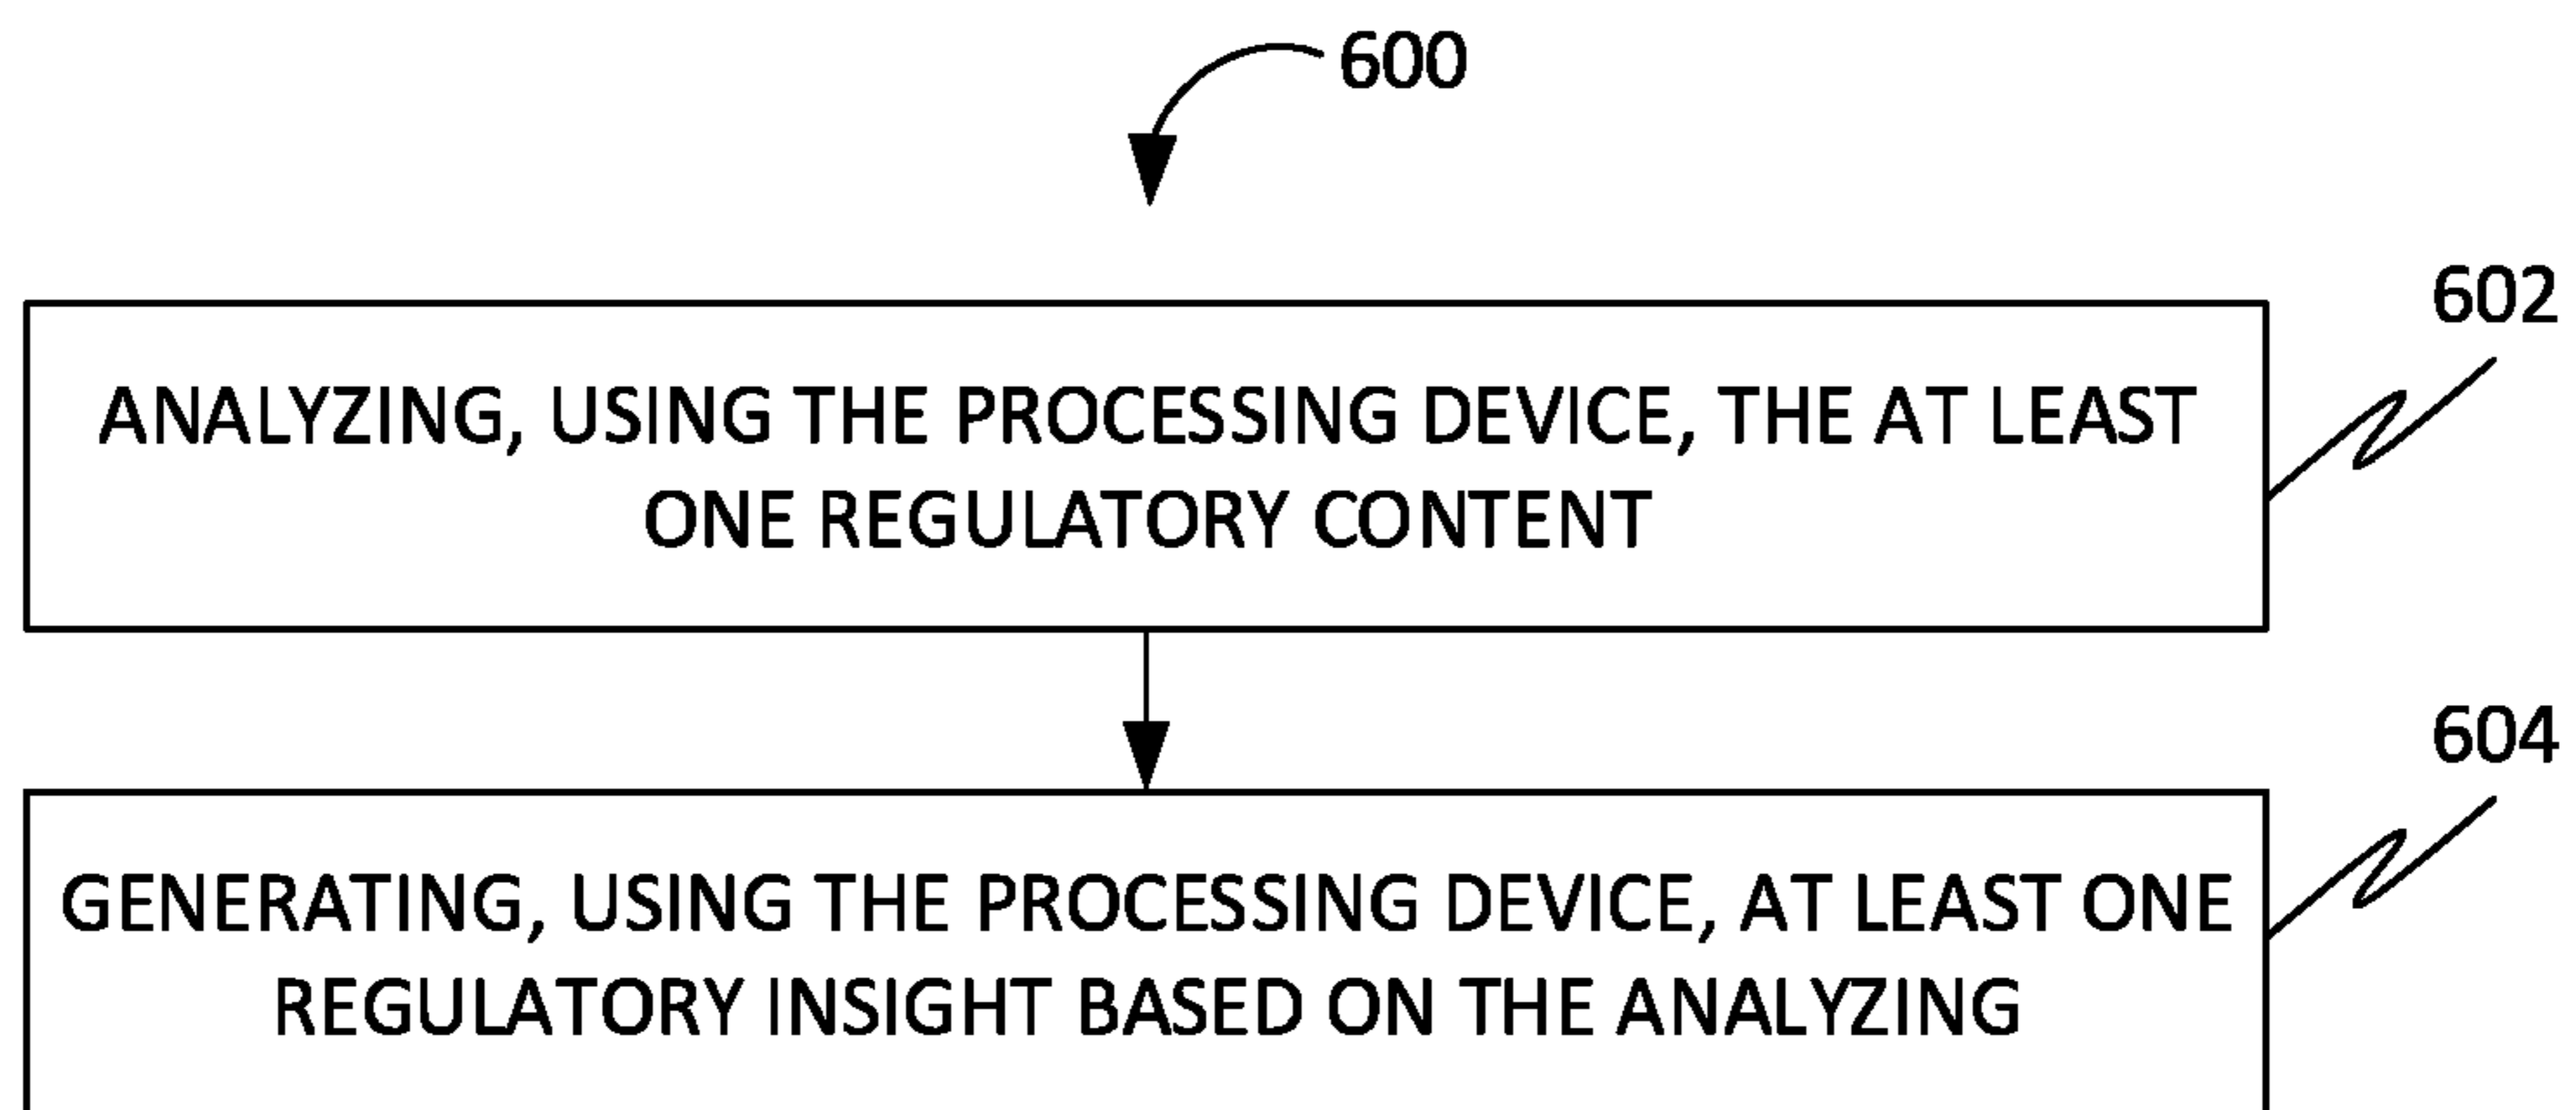 600
602
ANALYZING, USING THE PROCESSING DEVICE, THE AT LEAST
ONE REGULATORY CONTENT
604
GENERATING, USING THE PROCESSING DEVICE, AT LEAST ONE
REGULATORY INSIGHT BASED ON THE ANALYZING